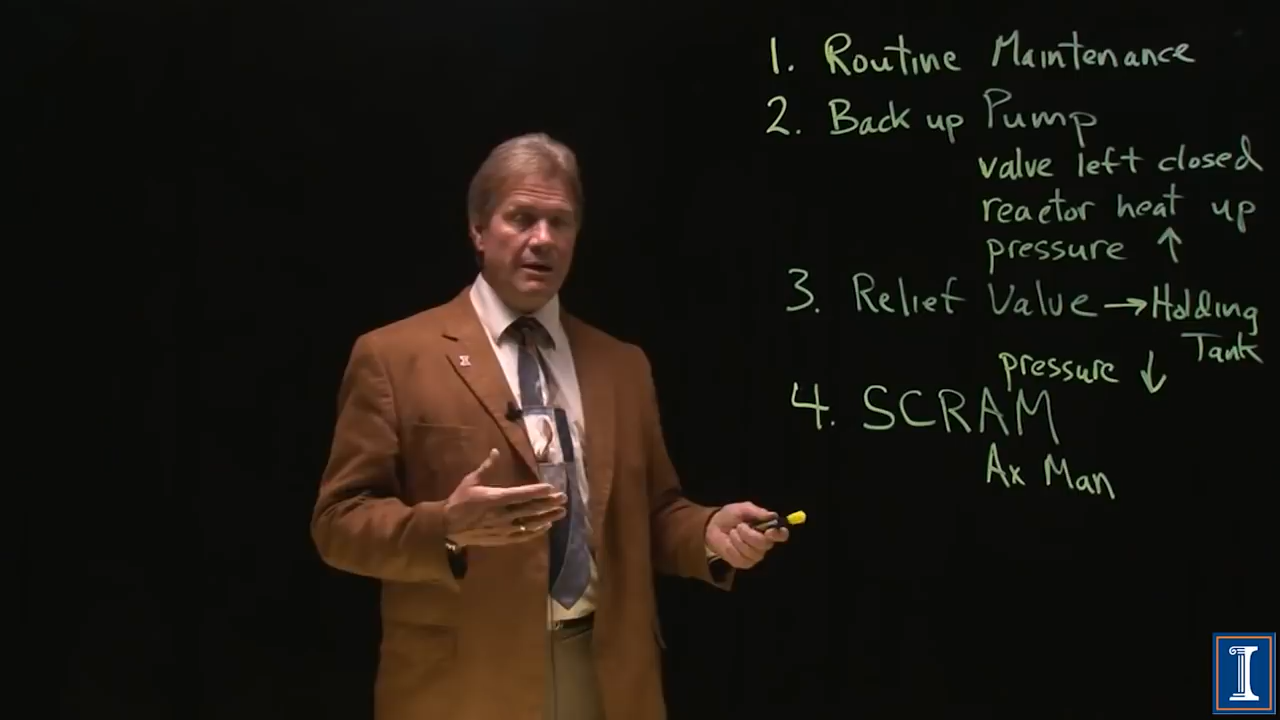 1. Routine Maintenance
2. Back up Pump
valve left closed
reactor heat up
pressure ↑
3. Relief Valve → Holding
Tank
pressure ↓
4. SCRAM
Ax Man
I